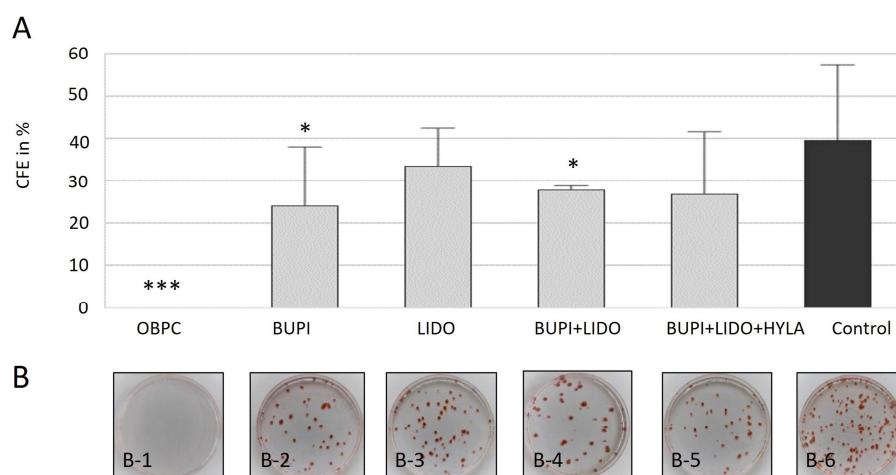 A
60
50
40
30
20
10
0
CFE in %
***
*
*
OBPC BUPI LIDO BUPI+LIDO BUPI+LIDO+HYLA Control
B
B-1 B-2 B-3 B-4 B-5 B-6